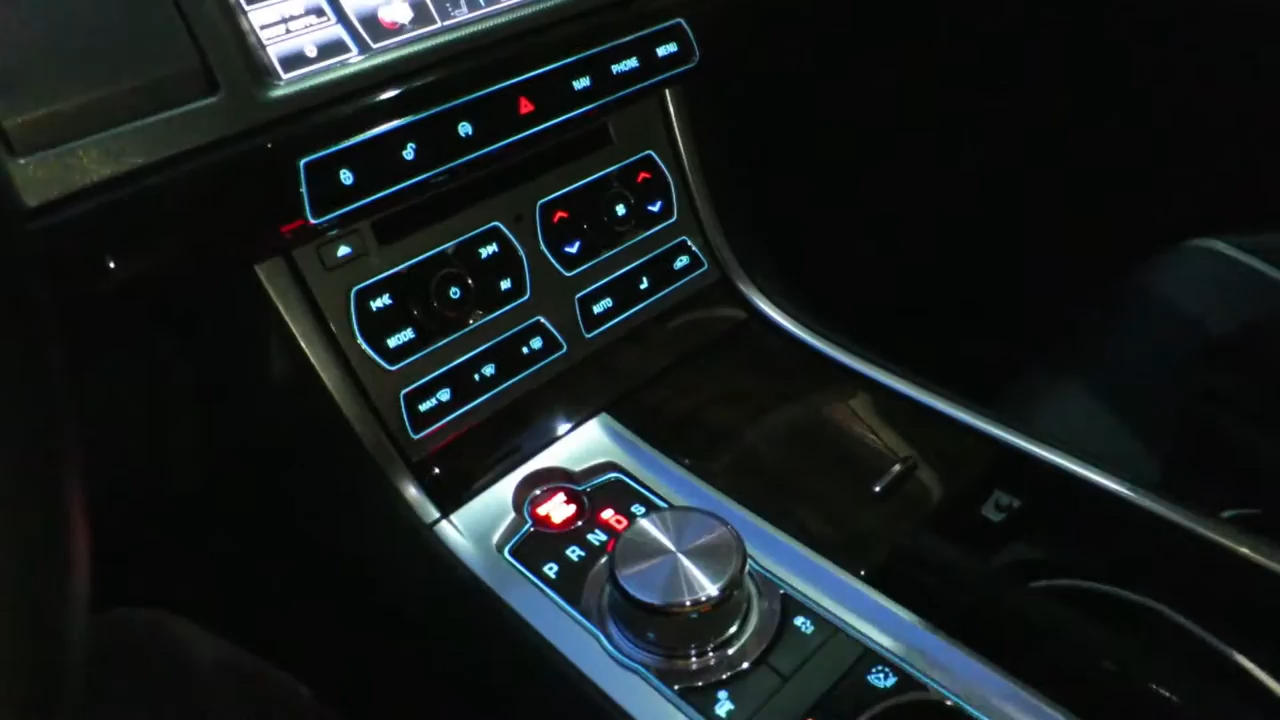 NAV PHONE MENU
AV
MODE
AUTO
R
F
MAX
P R N D S